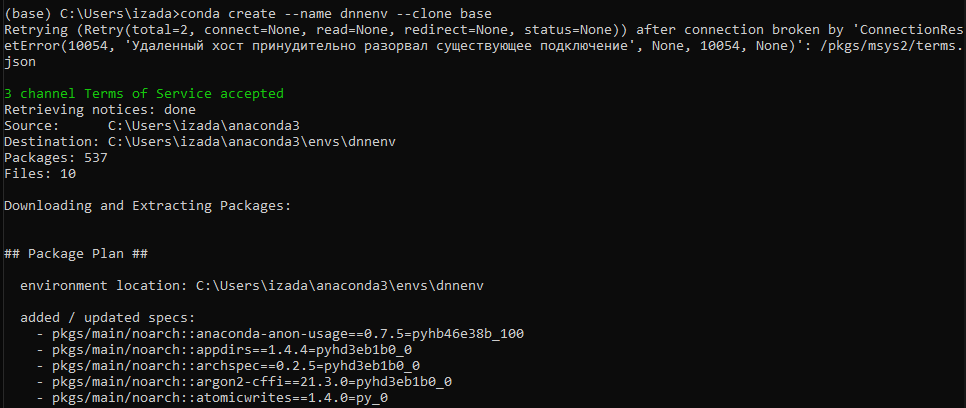 (base) C:\Users\izada>conda create --name dnnenv --clone base
Retrying (Retry(total=2, connect=None, read=None, redirect=None, status=None)) after connection broken by 'ConnectionRes
etError(10054, 'Удаленный хост принудительно разорвал существующее подключение', None, 10054, None)': /pkgs/msys2/terms.
json
3 channel Terms of Service accepted
Retrieving notices: done
Source:      C:\Users\izada\anaconda3
Destination: C:\Users\izada\anaconda3\envs\dnnenv
Packages: 537
Files: 10
Downloading and Extracting Packages:
## Package Plan ##
  environment location: C:\Users\izada\anaconda3\envs\dnnenv
  added / updated specs:
    - pkgs/main/noarch::anaconda-anon-usage==0.7.5=pyhb46e38b_100
    - pkgs/main/noarch::appdirs==1.4.4=pyhd3eb1b0_0
    - pkgs/main/noarch::archspec==0.2.5=pyhd3eb1b0_0
    - pkgs/main/noarch::argon2-cffi==21.3.0=pyhd3eb1b0_0
    - pkgs/main/noarch::atomicwrites==1.4.0=py_0